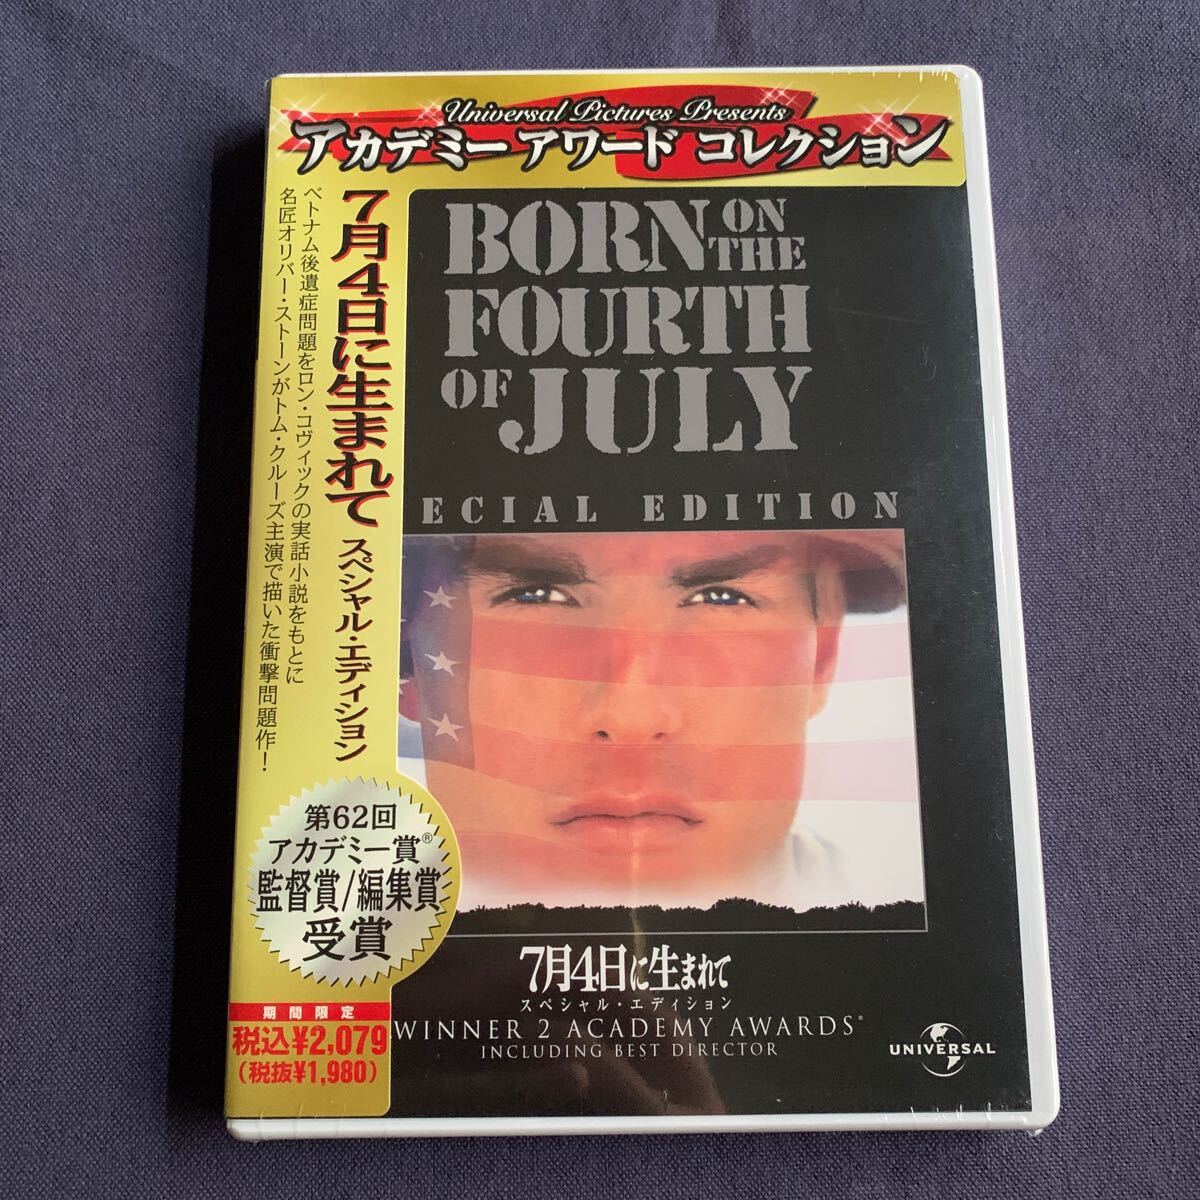 Universal Pictures Presents
アカデミー アワード コレクション
7月4日に生まれて スペシャル・エディション
ベトナム後遺症問題をロン・コヴィックの実話小説をもとに
名匠オリバー・ストーンがトム・クルーズ主演で描いた衝撃問題作！
第62回
アカデミー賞®
監督賞/編集賞
受賞
期間限定
税込¥2,079
(税抜¥1,980)
BORN ON THE
FOURTH
OF JULY
ECIAL EDITION
7月4日に生まれて
スペシャル・エディション
WINNER 2 ACADEMY AWARDS®
INCLUDING BEST DIRECTOR
UNIVERSAL